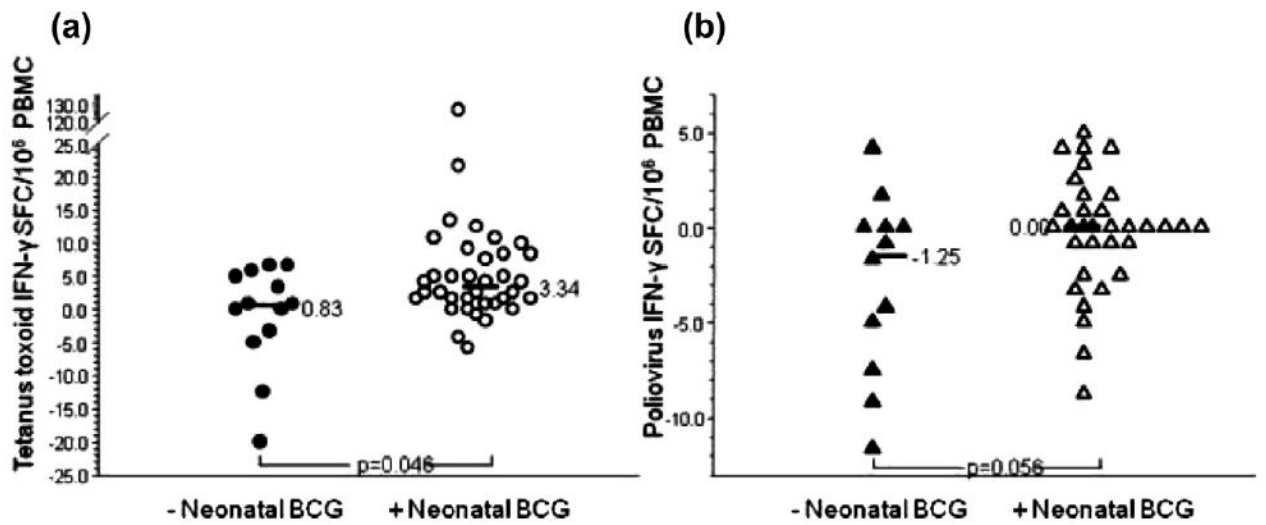 (a)
Tetanus toxoid IFN-γ SFC/10⁶ PBMC
130.0
120.0
25.0
20.0
15.0
10.0
5.0
0.0
-5.0
-10.0
-15.0
-20.0
-25.0
0.83
3.34
p=0.046
- Neonatal BCG
+ Neonatal BCG
(b)
Poliovirus IFN-γ SFC/10⁶ PBMC
5.0
0.0
-5.0
-10.0
-1.25
0.00
p=0.056
- Neonatal BCG
+ Neonatal BCG